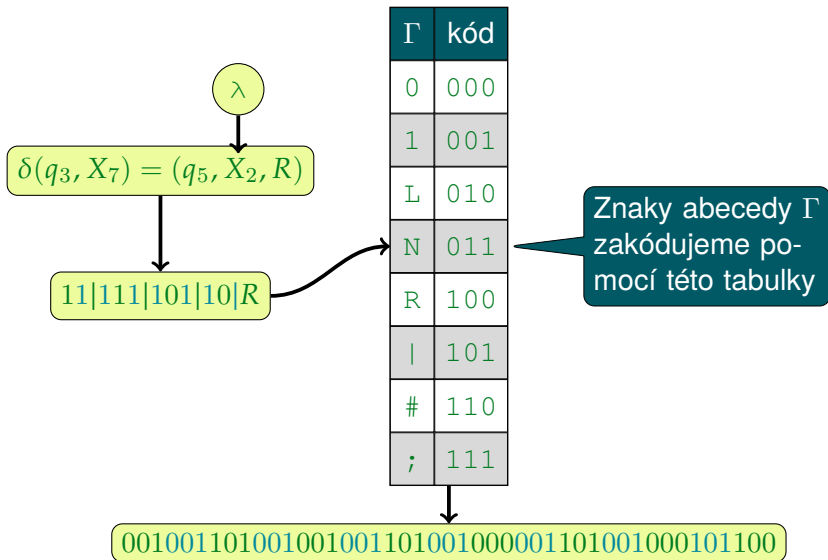 Γ kód
0 000
1 001
L 010
N 011
R 100
| 101
# 110
; 111
λ
δ(q₃, X₇) = (q₅, X₂, R)
11|111|101|10|R
Znaky abecedy Γ
zakódujeme po-
mocí této tabulky
001001101001001001101001000001101001000101100